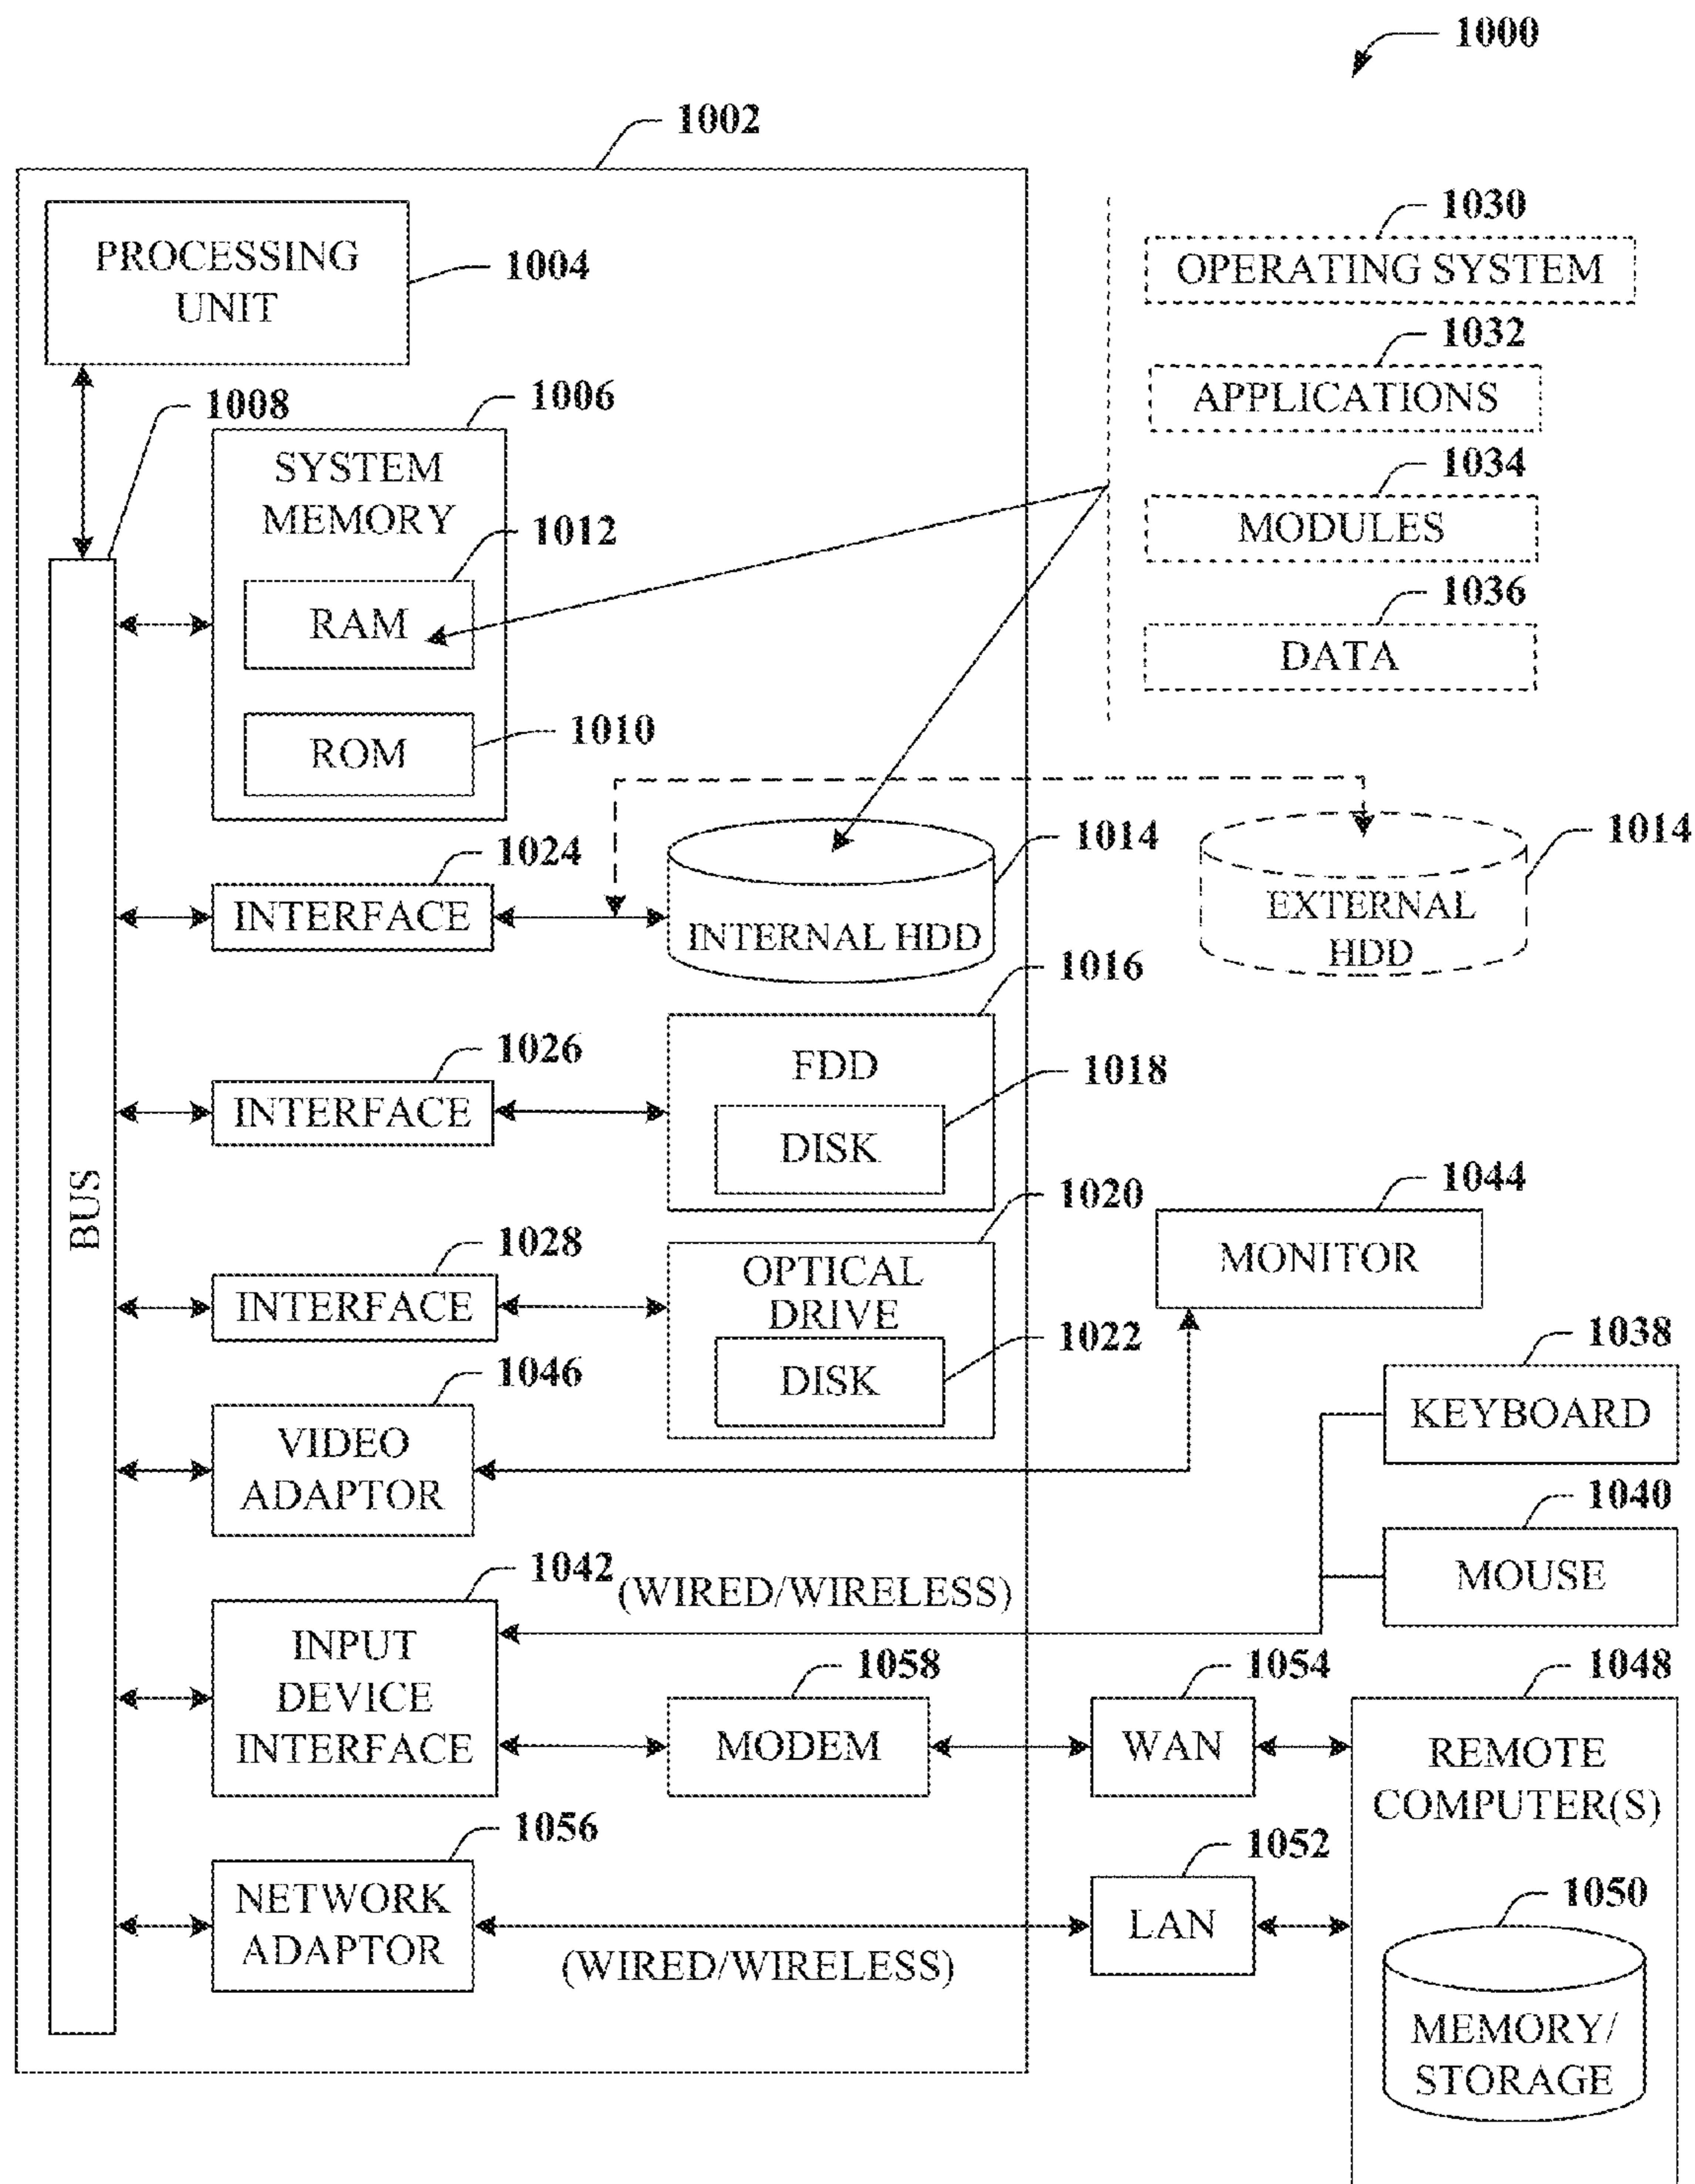 1000
1002
PROCESSING
UNIT
1004
1030
OPERATING SYSTEM
1032
APPLICATIONS
1034
MODULES
1036
DATA
1008
1006
SYSTEM
MEMORY
1012
RAM
1010
ROM
1024
INTERFACE
1014
INTERNAL HDD
1014
EXTERNAL
HDD
1016
FDD
1018
DISK
1026
INTERFACE
BUS
1020
OPTICAL
DRIVE
1022
DISK
1028
INTERFACE
1044
MONITOR
1046
VIDEO
ADAPTOR
1038
KEYBOARD
1040
MOUSE
1042
(WIRED/WIRELESS)
INPUT
DEVICE
INTERFACE
1058
MODEM
1054
WAN
1048
REMOTE
COMPUTER(S)
1056
NETWORK
ADAPTOR
(WIRED/WIRELESS)
1052
LAN
1050
MEMORY/
STORAGE